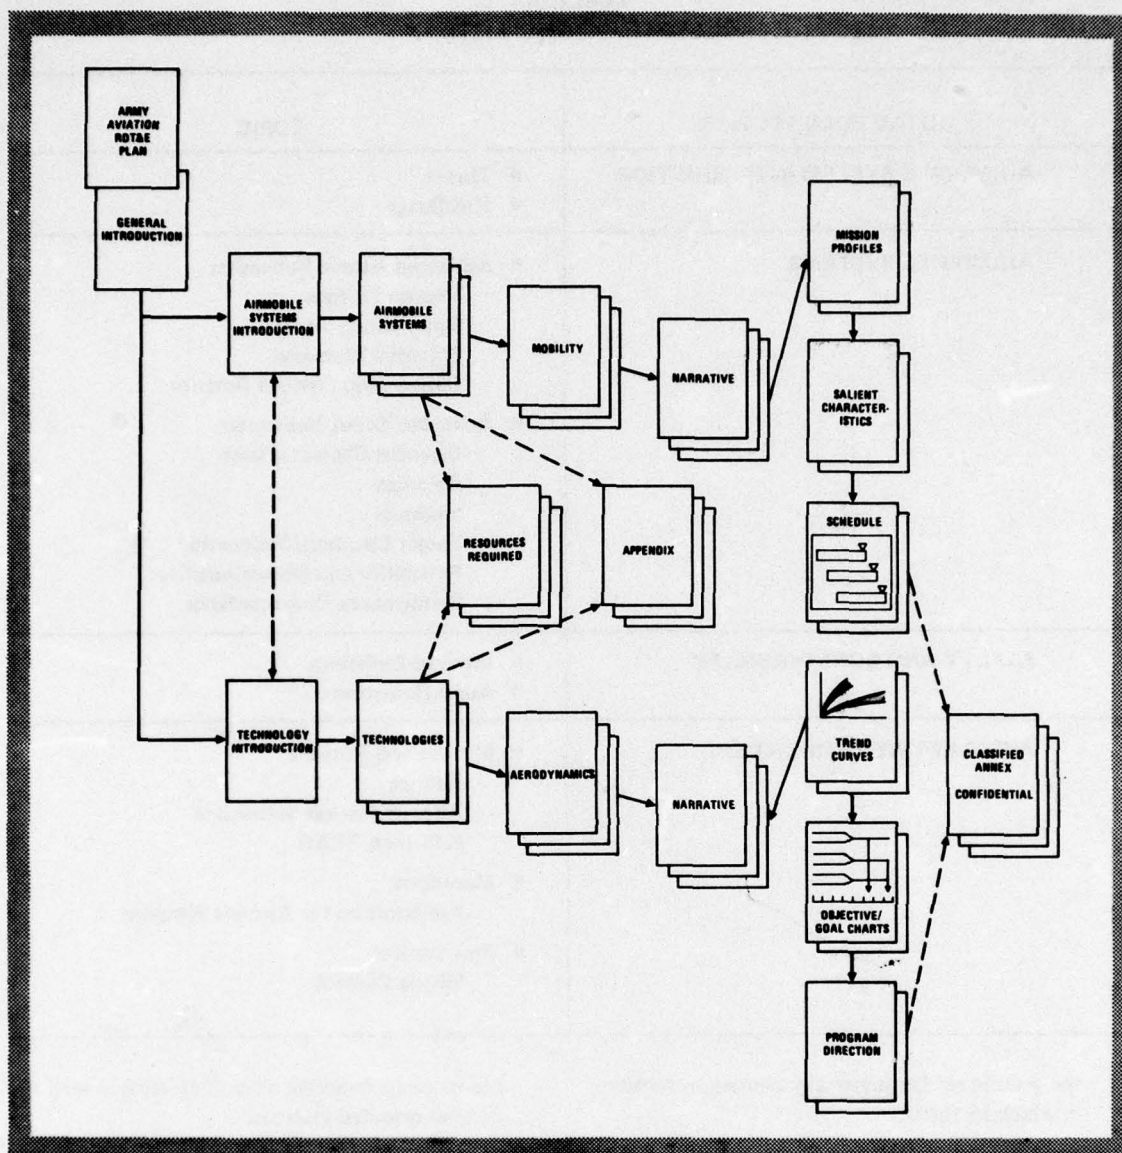 ARMY
AVIATION
RDT&E
PLAN
GENERAL
INTRODUCTION
AIRMOBILE
SYSTEMS
INTRODUCTION
AIRMOBILE
SYSTEMS
MOBILITY
NARRATIVE
MISSION
PROFILES
SALIENT
CHARACTER-
ISTICS
SCHEDULE
RESOURCES
REQUIRED
APPENDIX
TECHNOLOGY
INTRODUCTION
TECHNOLOGIES
AERODYNAMICS
NARRATIVE
TREND
CURVES
OBJECTIVE/
GOAL CHARTS
PROGRAM
DIRECTION
CLASSIFIED
ANNEX
CONFIDENTIAL